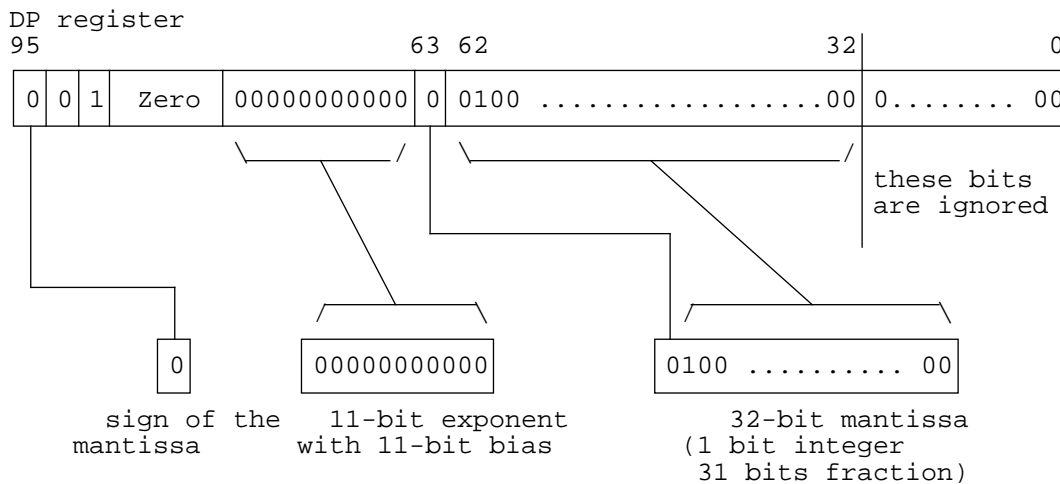 DP register
95 63 62 32 0
0 0 1 Zero 00000000000 0 0100 ...................00 0........ 00
these bits
are ignored
0 00000000000 0100 .......... 00
sign of the 11-bit exponent 32-bit mantissa
mantissa with 11-bit bias (1 bit integer
31 bits fraction)